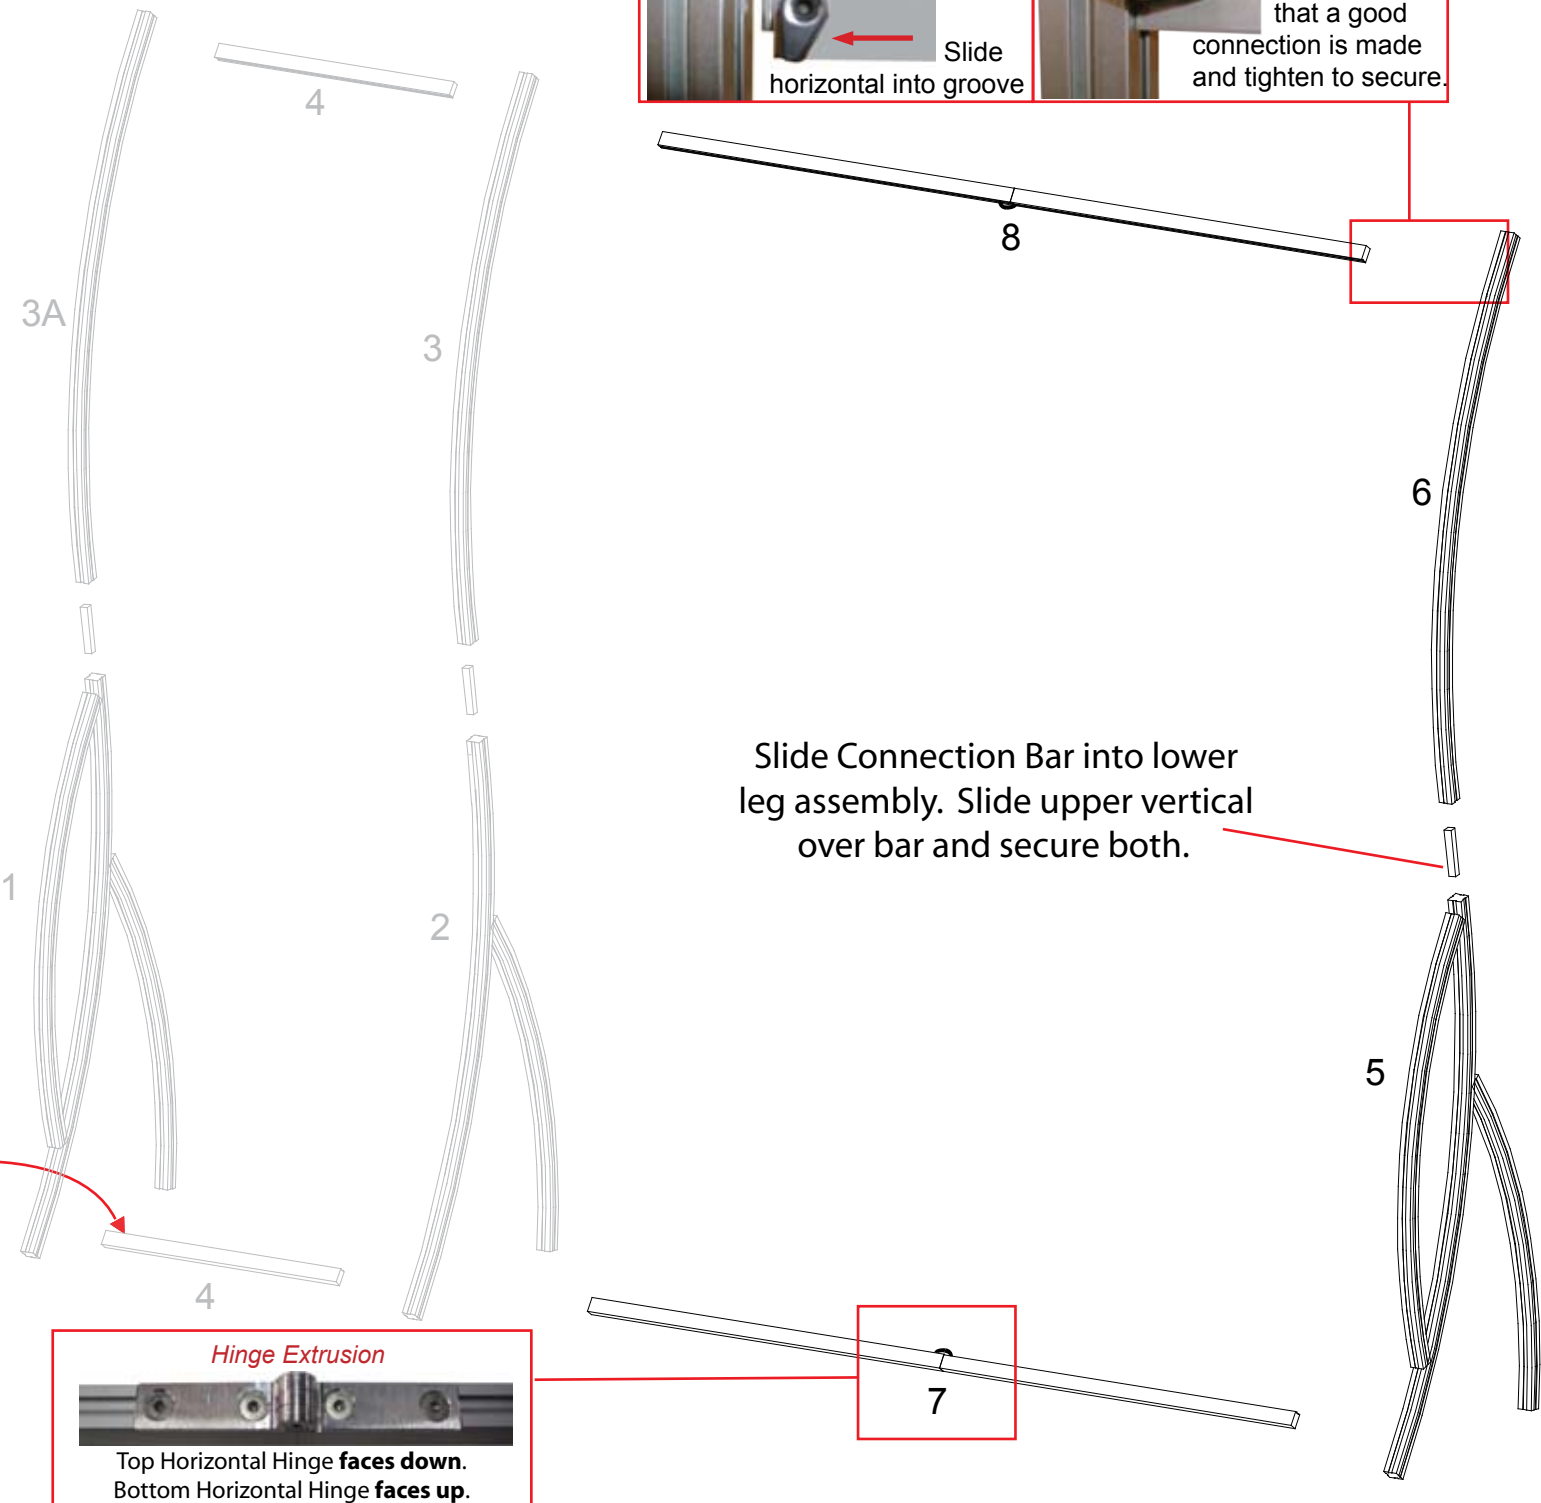 that a good
connection is made
and tighten to secure.
Slide
horizontal into groove
4
8
3A
3
6
Slide Connection Bar into lower
leg assembly.  Slide upper vertical
over bar and secure both.
1
2
5
4
7
Hinge Extrusion
Top Horizontal Hinge faces down.
Bottom Horizontal Hinge faces up.